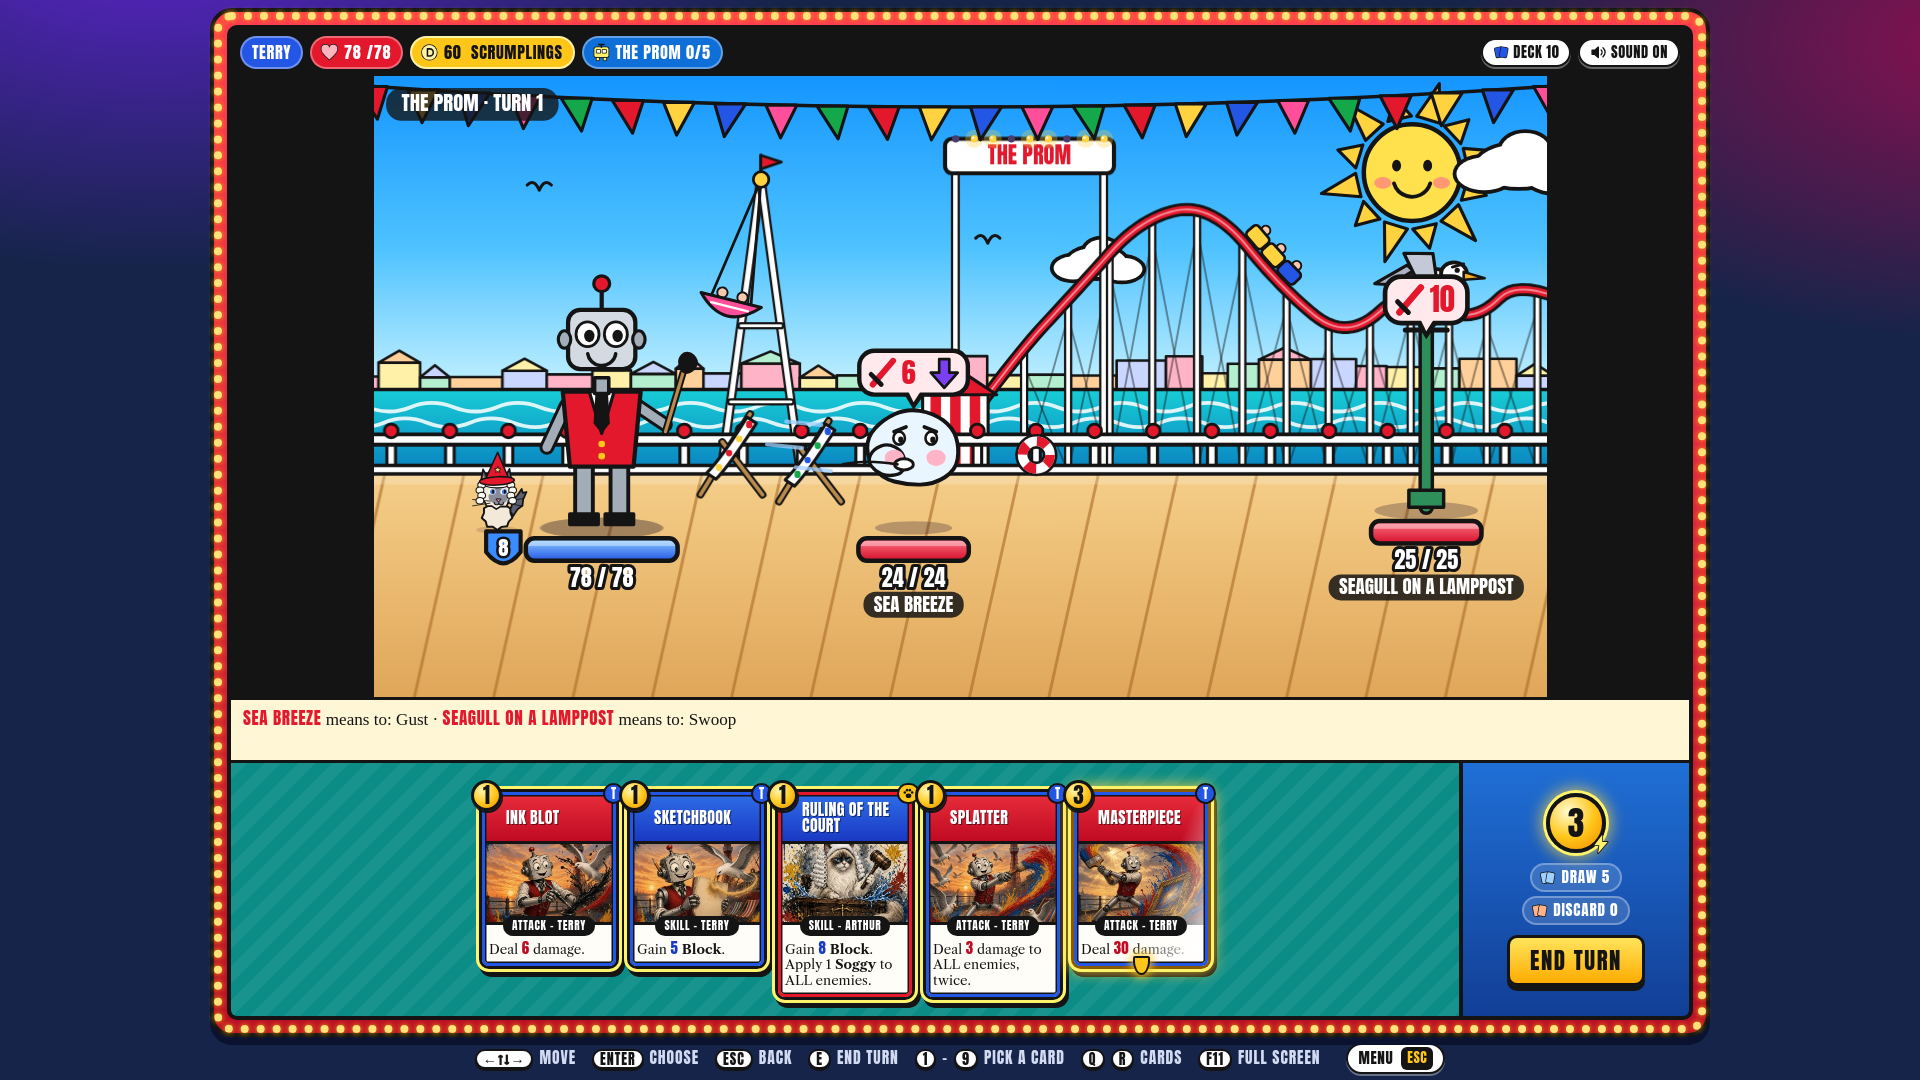 TERRY
78 /78
D 60 SCRUMPLINGS
THE PROM 0/5
DECK 10
SOUND ON
THE PROM · TURN 1
THE PROM
10
6
8
78 / 78
24 / 24
SEA BREEZE
25 / 25
SEAGULL ON A LAMPPOST
SEA BREEZE means to: Gust · SEAGULL ON A LAMPPOST means to: Swoop
1 T
INK BLOT
ATTACK - TERRY
Deal 6 damage.
1 T
SKETCHBOOK
SKILL - TERRY
Gain 5 Block.
1
RULING OF THE
COURT
SKILL - ARTHUR
Gain 8 Block.
Apply 1 Soggy to
ALL enemies.
1 T
SPLATTER
ATTACK - TERRY
Deal 3 damage to
ALL enemies,
twice.
3 T
MASTERPIECE
ATTACK - TERRY
Deal 30 damage.
3
DRAW 5
DISCARD 0
END TURN
←↑↓→ MOVE ENTER CHOOSE ESC BACK E END TURN 1 - 9 PICK A CARD Q R CARDS F11 FULL SCREEN MENU ESC